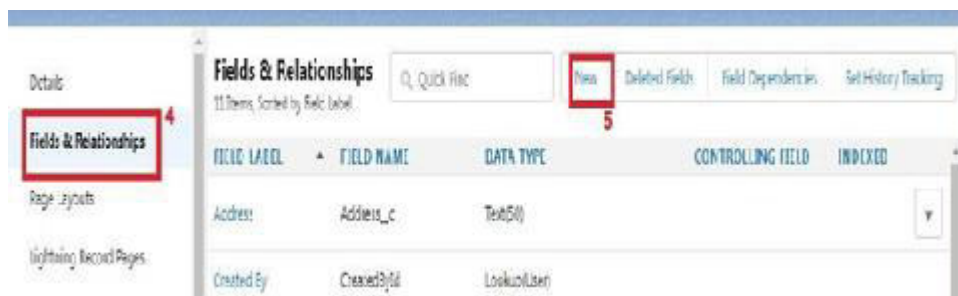 Details
Fields & Relationships
4
Page Layouts
Lightning Record Pages
Fields & Relationships
11 Items, Sorted by Field Label
Quick Find
New
Deleted Fields
Field Dependencies
Set History Tracking
5
FIELD LABEL
FIELD NAME
DATA TYPE
CONTROLLING FIELD
INDEXED
Address
Address_c
Text(50)
Created By
CreatedById
Lookup(User)